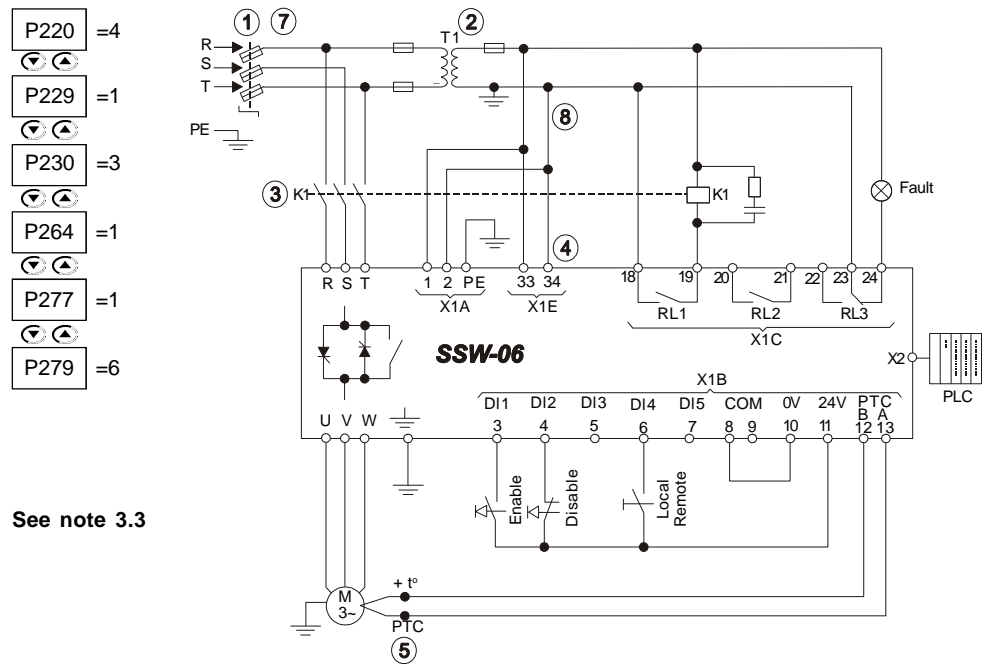 P220 =4
P229 =1
P230 =3
P264 =1
P277 =1
P279 =6
See note 3.3
1 7 2
T1
R
S
T
PE
8
3 K1
K1
Fault
4
R S T
1 2 PE
X1A
33 34
X1E
18 19 20 21 22 23 24
RL1 RL2 RL3
X1C
SSW-06
X2
PLC
X1B
DI1 DI2 DI3 DI4 DI5 COM 0V 24V PTC
B A
3 4 5 6 7 8 9 10 11 12 13
U V W
Enable
Disable
Local
Remote
M
3~
+ tº
PTC
5